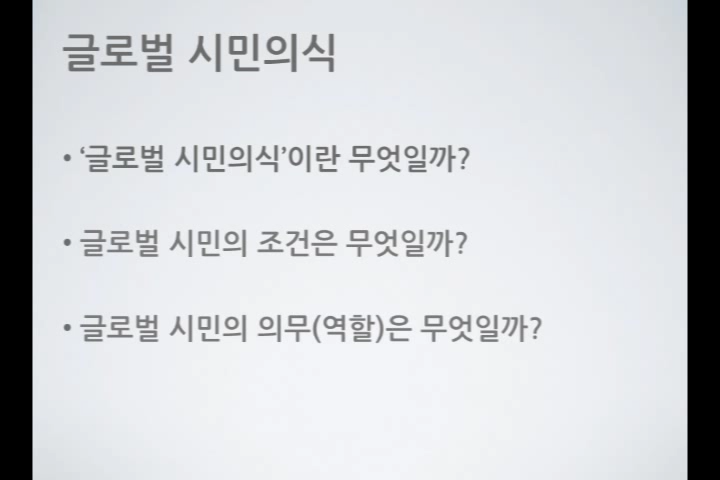 글로벌 시민의식
• ‘글로벌 시민의식’이란 무엇일까?
• 글로벌 시민의 조건은 무엇일까?
• 글로벌 시민의 의무(역할)은 무엇일까?